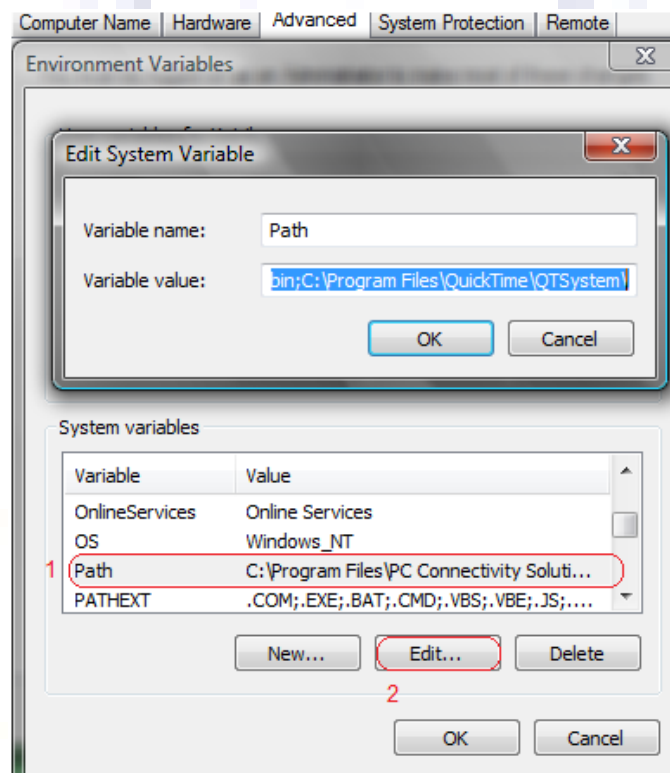 Computer Name Hardware Advanced System Protection Remote
Environment Variables
Edit System Variable
Variable name: Path
Variable value: bin;C:\Program Files\QuickTime\QTSystem\
OK Cancel
System variables
Variable Value
OnlineServices Online Services
OS Windows_NT
1 Path C:\Program Files\PC Connectivity Soluti...
PATHEXT .COM;.EXE;.BAT;.CMD;.VBS;.VBE;.JS;....
New... Edit... Delete
2
OK Cancel